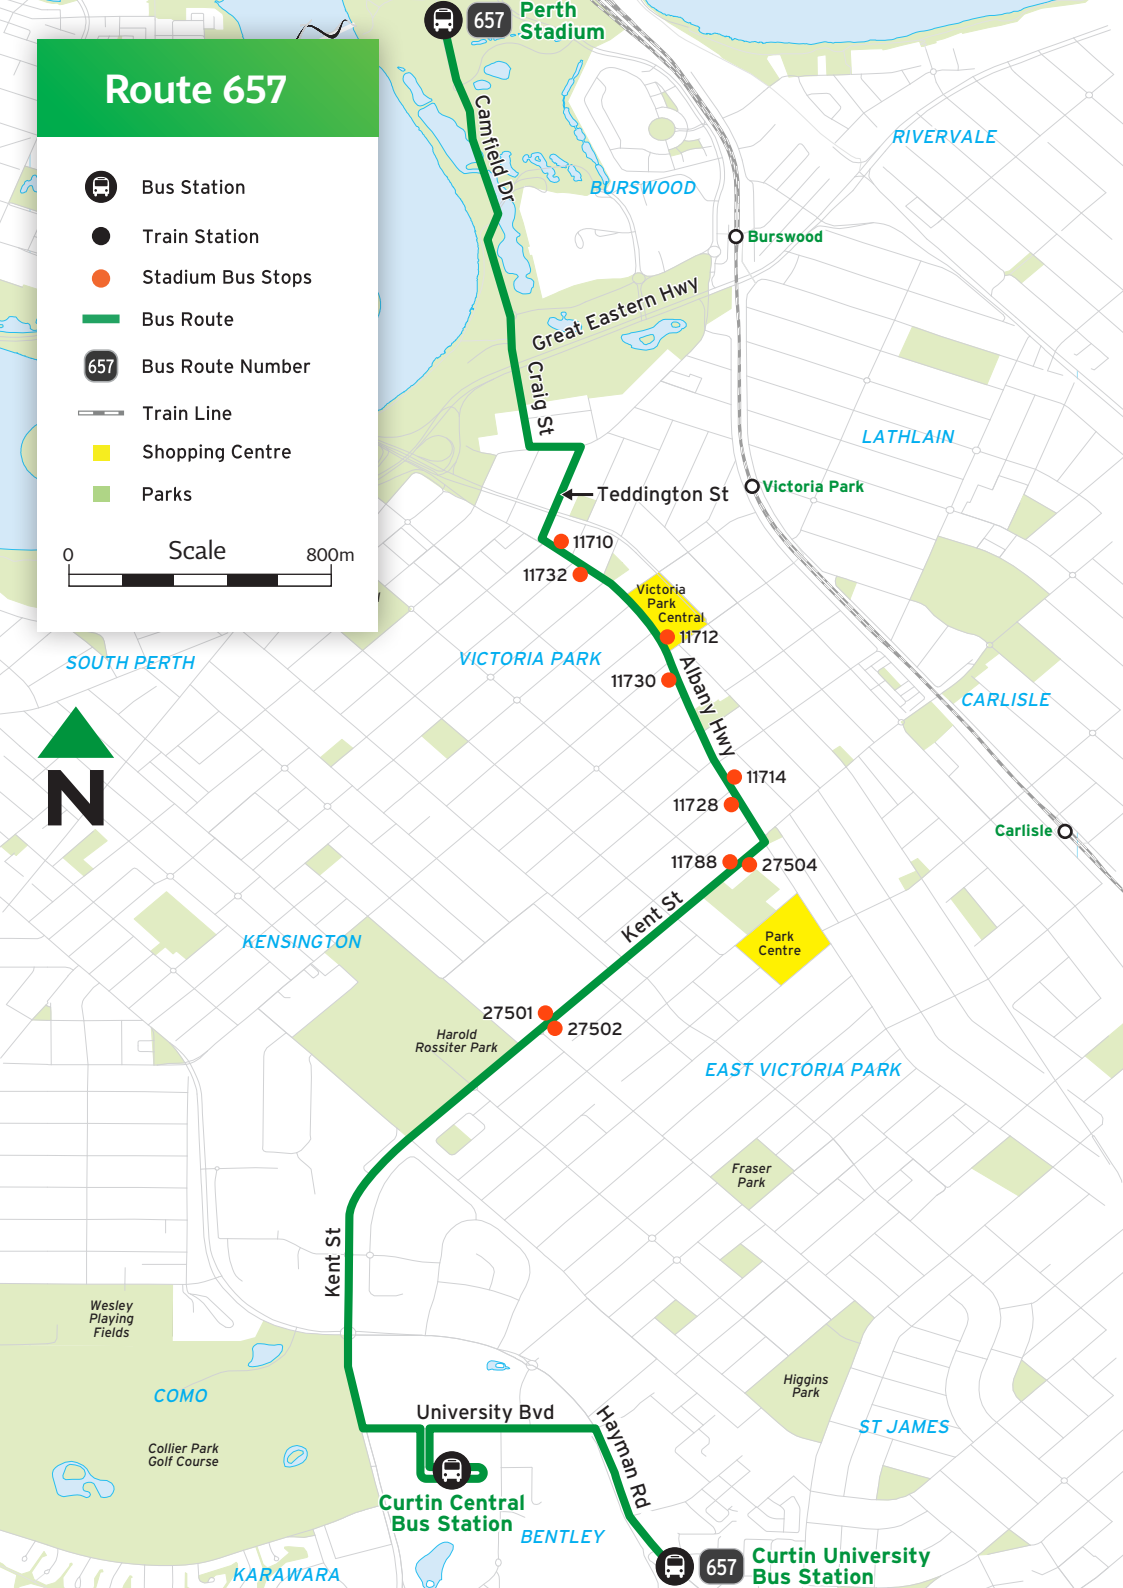 657
Perth
Stadium
Route 657
Bus Station
Train Station
Stadium Bus Stops
Bus Route
657
Bus Route Number
Train Line
Shopping Centre
Parks
0
Scale
800m
N
Camfield Dr
RIVERVALE
BURSWOOD
Burswood
Great Eastern Hwy
Craig St
LATHLAIN
Victoria Park
Teddington St
11710
11732
Victoria
Park
Central
11712
SOUTH PERTH
VICTORIA PARK
11730
Albany Hwy
CARLISLE
11714
11728
Carlisle
11788
27504
Kent St
KENSINGTON
Park
Centre
27501
27502
Harold
Rossiter Park
EAST VICTORIA PARK
Fraser
Park
Kent St
Wesley
Playing
Fields
COMO
Higgins
Park
University Bvd
Hayman Rd
ST JAMES
Collier Park
Golf Course
Curtin Central
Bus Station
BENTLEY
KARAWARA
657
Curtin University
Bus Station